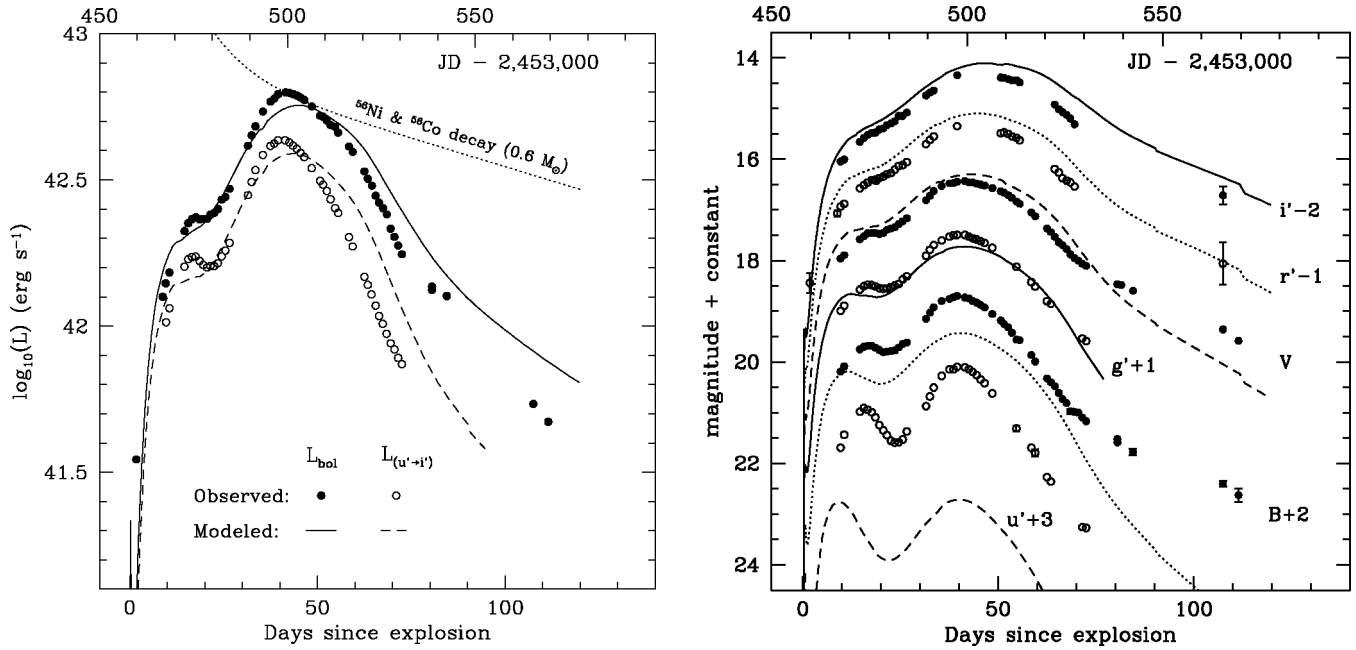 450 500 550
43
42.5
42
41.5
log₁₀(L) (erg s⁻¹)
JD − 2,453,000
⁵⁶Ni & ⁵⁶Co decay (0.6 M☉)
L_bol L_(u'→i')
Observed:
Modeled:
0 50 100
Days since explosion
450 500 550
14
16
18
20
22
24
magnitude + constant
JD − 2,453,000
i'−2
r'−1
V
g'+1
B+2
u'+3
0 50 100
Days since explosion